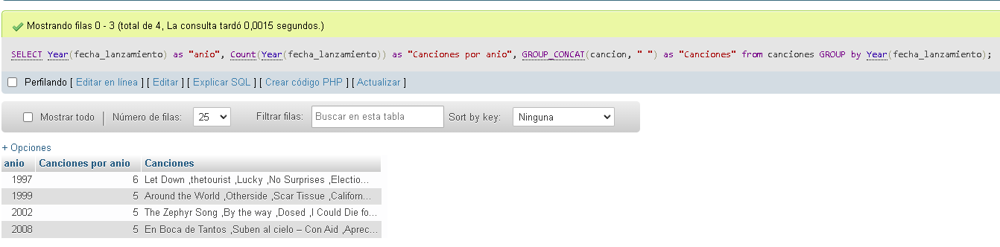 Mostrando filas 0 - 3 (total de 4, La consulta tardó 0,0015 segundos.)
SELECT Year(fecha_lanzamiento) as "anio", Count(Year(fecha_lanzamiento)) as "Canciones por anio", GROUP_CONCAT(cancion, " ") as "Canciones" from canciones GROUP by Year(fecha_lanzamiento);
Perfilando [ Editar en línea ] [ Editar ] [ Explicar SQL ] [ Crear código PHP ] [ Actualizar ]
Mostrar todo | Número de filas: 25 Filtrar filas: Buscar en esta tabla Sort by key: Ninguna
+ Opciones
anio Canciones por anio Canciones
1997 6 Let Down ,thetourist ,Lucky ,No Surprises ,Electio...
1999 5 Around the World ,Otherside ,Scar Tissue ,Californ...
2002 5 The Zephyr Song ,By the way ,Dosed ,I Could Die fo...
2008 5 En Boca de Tantos ,Suben al cielo – Con Aid ,Aprec...